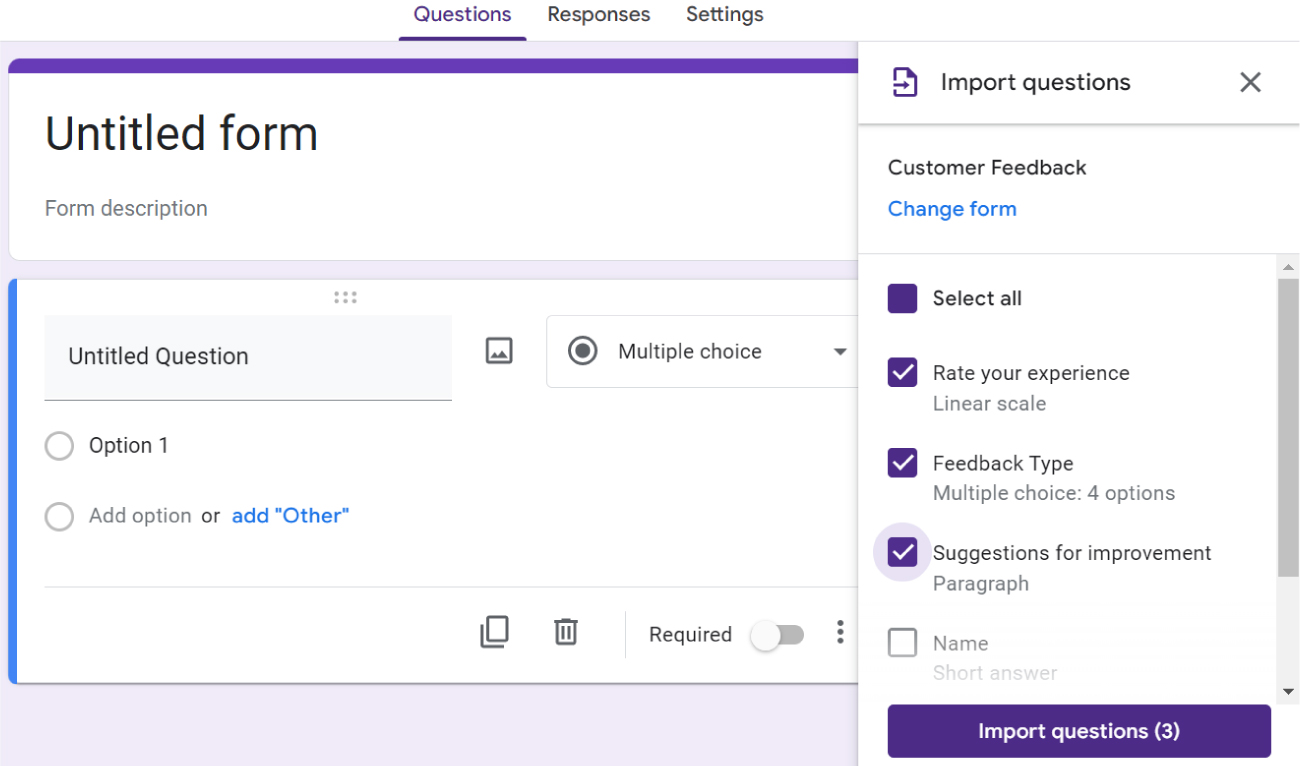 Questions Responses Settings
Untitled form
Form description
Untitled Question
Multiple choice
Option 1
Add option or add "Other"
Required
Import questions
Customer Feedback
Change form
Select all
Rate your experience
Linear scale
Feedback Type
Multiple choice: 4 options
Suggestions for improvement
Paragraph
Name
Short answer
Import questions (3)